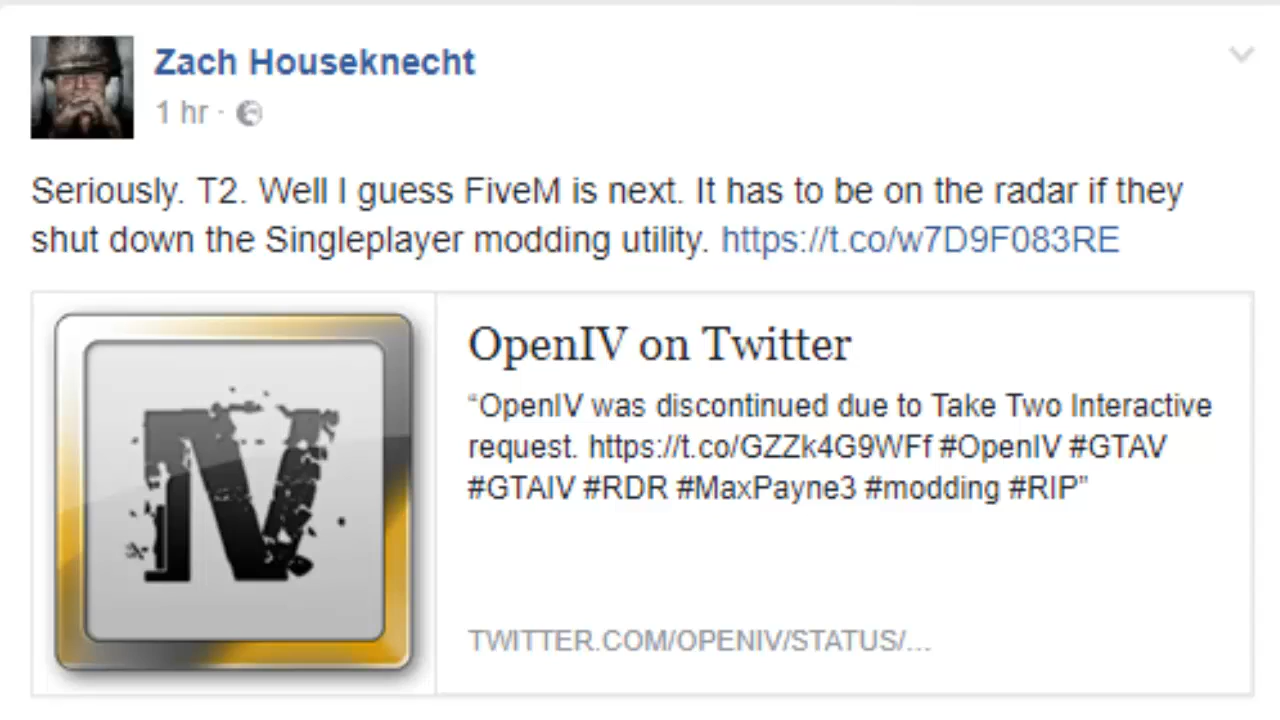 Zach Houseknecht
1 hr ·
Seriously. T2. Well I guess FiveM is next. It has to be on the radar if they
shut down the Singleplayer modding utility. https://t.co/w7D9F083RE
IV
OpenIV on Twitter
“OpenIV was discontinued due to Take Two Interactive
request. https://t.co/GZZk4G9WFf #OpenIV #GTAV
#GTAIV #RDR #MaxPayne3 #modding #RIP”
TWITTER.COM/OPENIV/STATUS/...